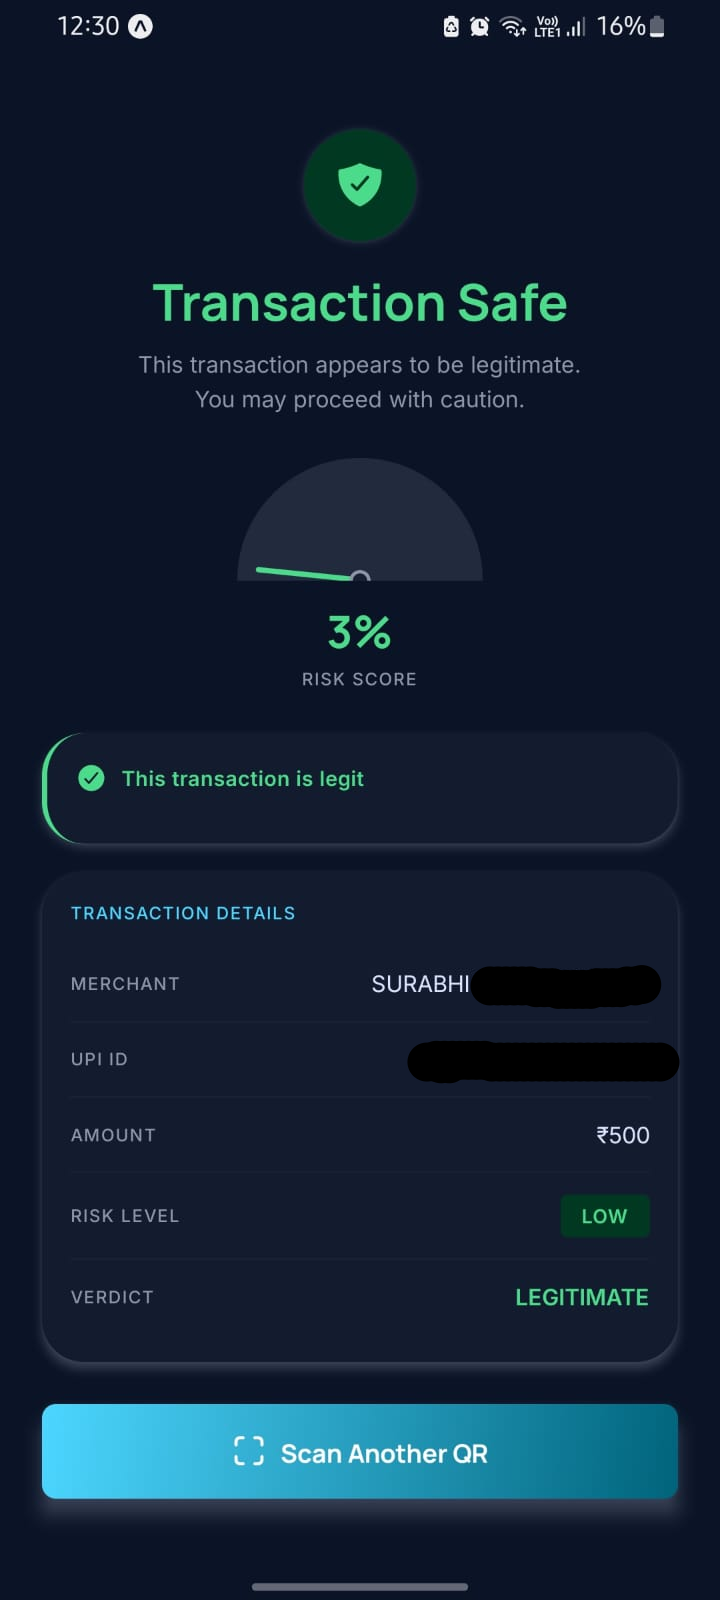 12:30
Vo))
LTE1
16%
Transaction Safe
This transaction appears to be legitimate.
You may proceed with caution.
3%
RISK SCORE
This transaction is legit
TRANSACTION DETAILS
MERCHANT SURABHI
UPI ID
AMOUNT ₹500
RISK LEVEL LOW
VERDICT LEGITIMATE
Scan Another QR